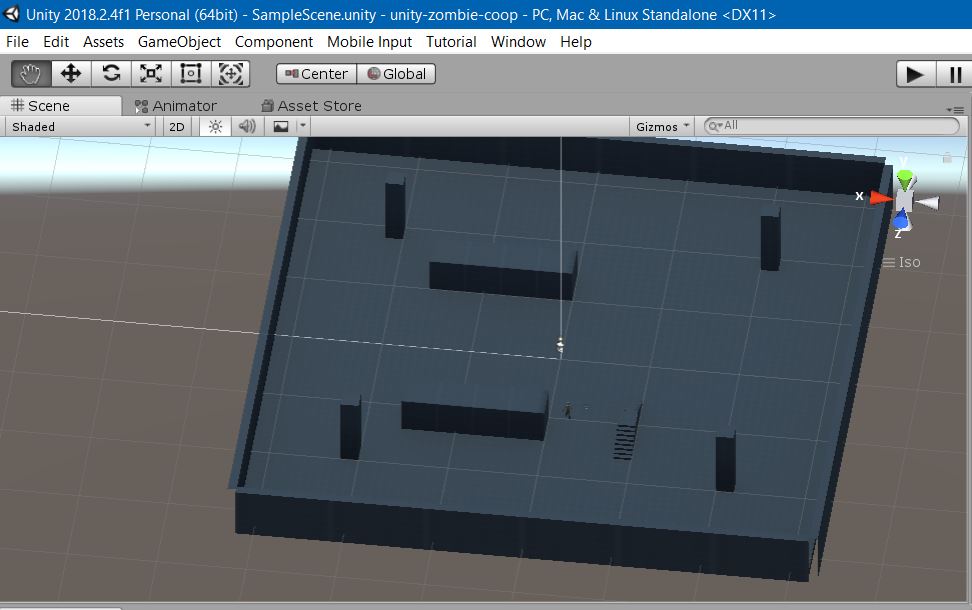 Unity 2018.2.4f1 Personal (64bit) - SampleScene.unity - unity-zombie-coop - PC, Mac & Linux Standalone <DX11>
File Edit Assets GameObject Component Mobile Input Tutorial Window Help
Center Global
Scene Animator Asset Store
Shaded 2D Gizmos All
y
x
z
Iso